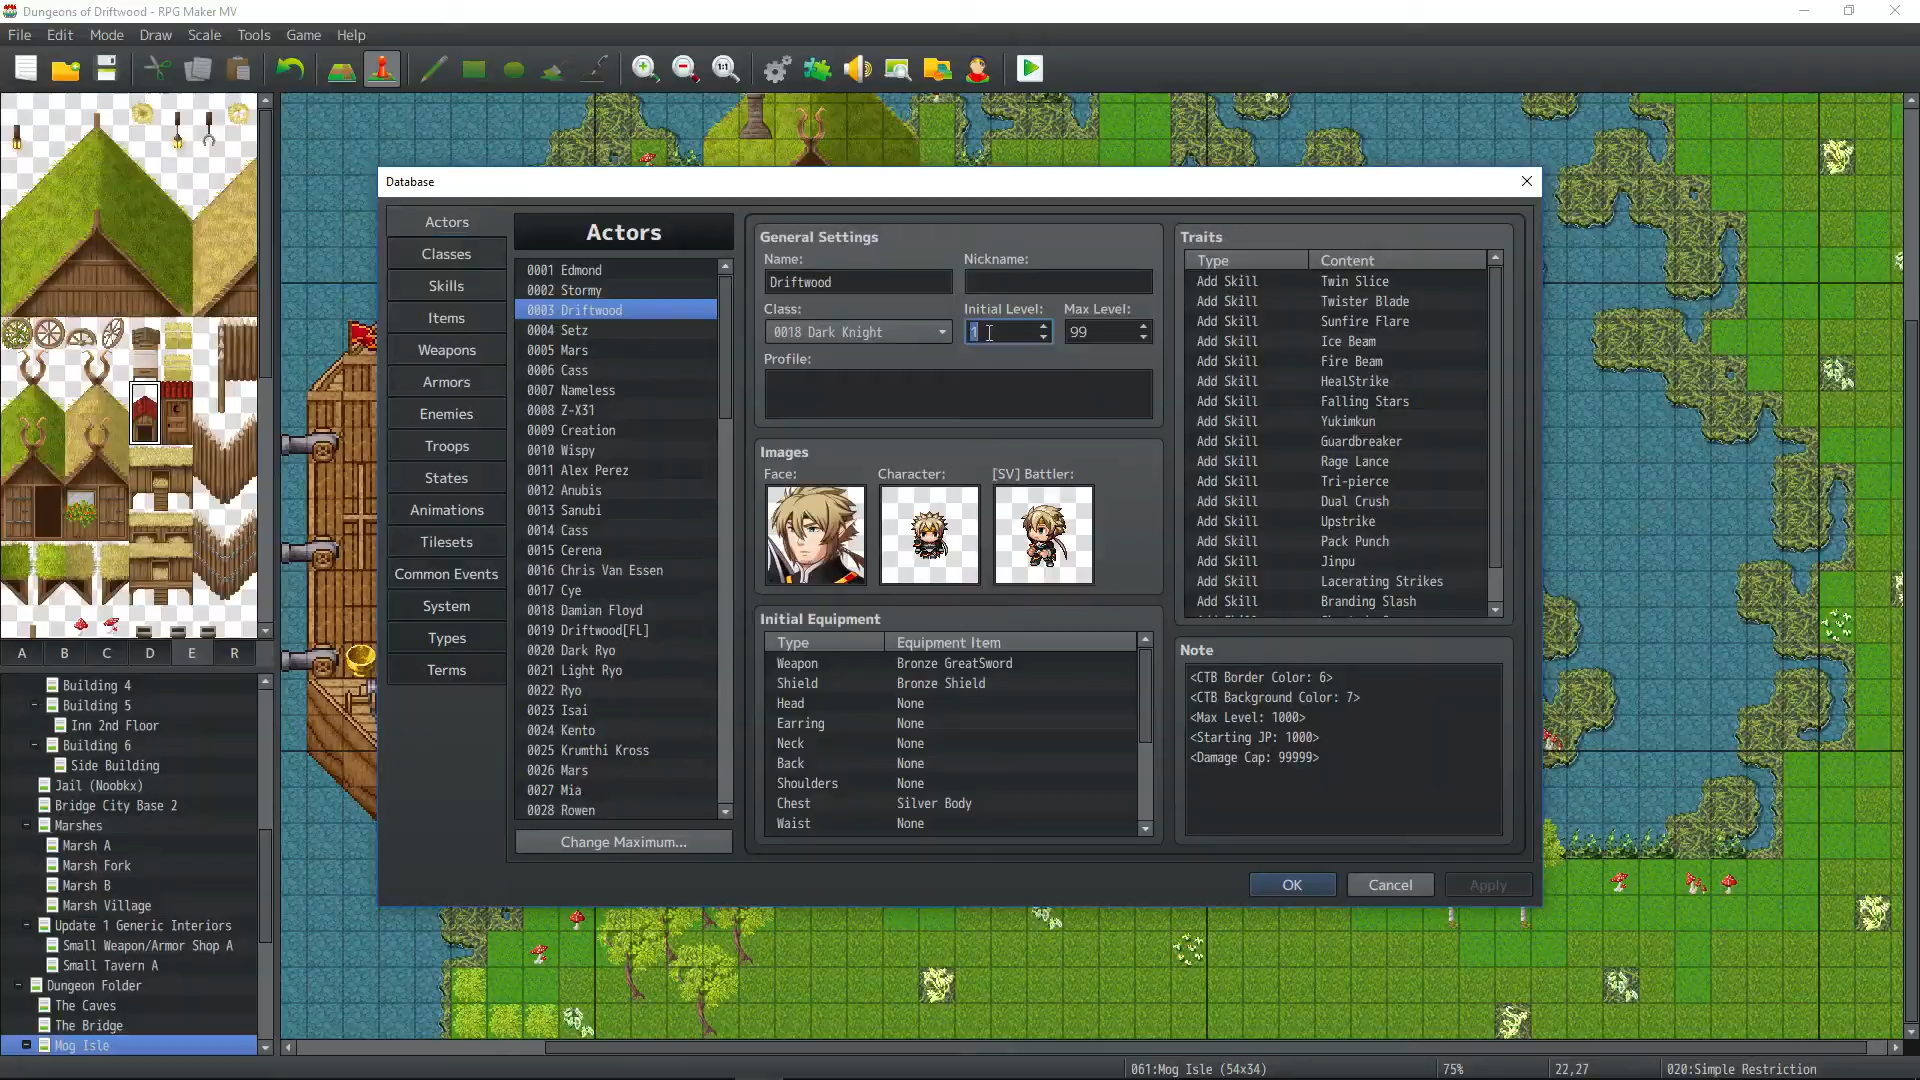 Dungeons of Driftwood - RPG Maker MV
File Edit Mode Draw Scale Tools Game Help
1:1
Database
Actors
Classes
Skills
Items
Weapons
Armors
Enemies
Troops
States
Animations
Tilesets
Common Events
System
Types
Terms
Actors
0001 Edmond
0002 Stormy
0003 Driftwood
0004 Setz
0005 Mars
0006 Cass
0007 Nameless
0008 Z-X31
0009 Creation
0010 Wispy
0011 Alex Perez
0012 Anubis
0013 Sanubi
0014 Cass
0015 Cerena
0016 Chris Van Essen
0017 Cye
0018 Damian Floyd
0019 Driftwood[FL]
0020 Dark Ryo
0021 Light Ryo
0022 Ryo
0023 Isai
0024 Kento
0025 Krumthi Kross
0026 Mars
0027 Mia
0028 Rowen
Change Maximum...
General Settings
Name: Nickname:
Driftwood
Class: Initial Level: Max Level:
0018 Dark Knight 1 99
Profile:
Images
Face: Character: [SV] Battler:
Initial Equipment
Type Equipment Item
Weapon Bronze GreatSword
Shield Bronze Shield
Head None
Earring None
Neck None
Back None
Shoulders None
Chest Silver Body
Waist None
Traits
Type Content
Add Skill Twin Slice
Add Skill Twister Blade
Add Skill Sunfire Flare
Add Skill Ice Beam
Add Skill Fire Beam
Add Skill HealStrike
Add Skill Falling Stars
Add Skill Yukimkun
Add Skill Guardbreaker
Add Skill Rage Lance
Add Skill Tri-pierce
Add Skill Dual Crush
Add Skill Upstrike
Add Skill Pack Punch
Add Skill Jinpu
Add Skill Lacerating Strikes
Add Skill Branding Slash
Note
<CTB Border Color: 6>
<CTB Background Color: 7>
<Max Level: 1000>
<Starting JP: 1000>
<Damage Cap: 99999>
OK Cancel Apply
A B C D E R
Building 4
Building 5
Inn 2nd Floor
Building 6
Side Building
Jail (Noobkx)
Bridge City Base 2
Marshes
Marsh A
Marsh Fork
Marsh B
Marsh Village
Update 1 Generic Interiors
Small Weapon/Armor Shop A
Small Tavern A
Dungeon Folder
The Caves
The Bridge
Mog Isle
061:Mog Isle (54x34) 75% 22,27 020:Simple Restriction